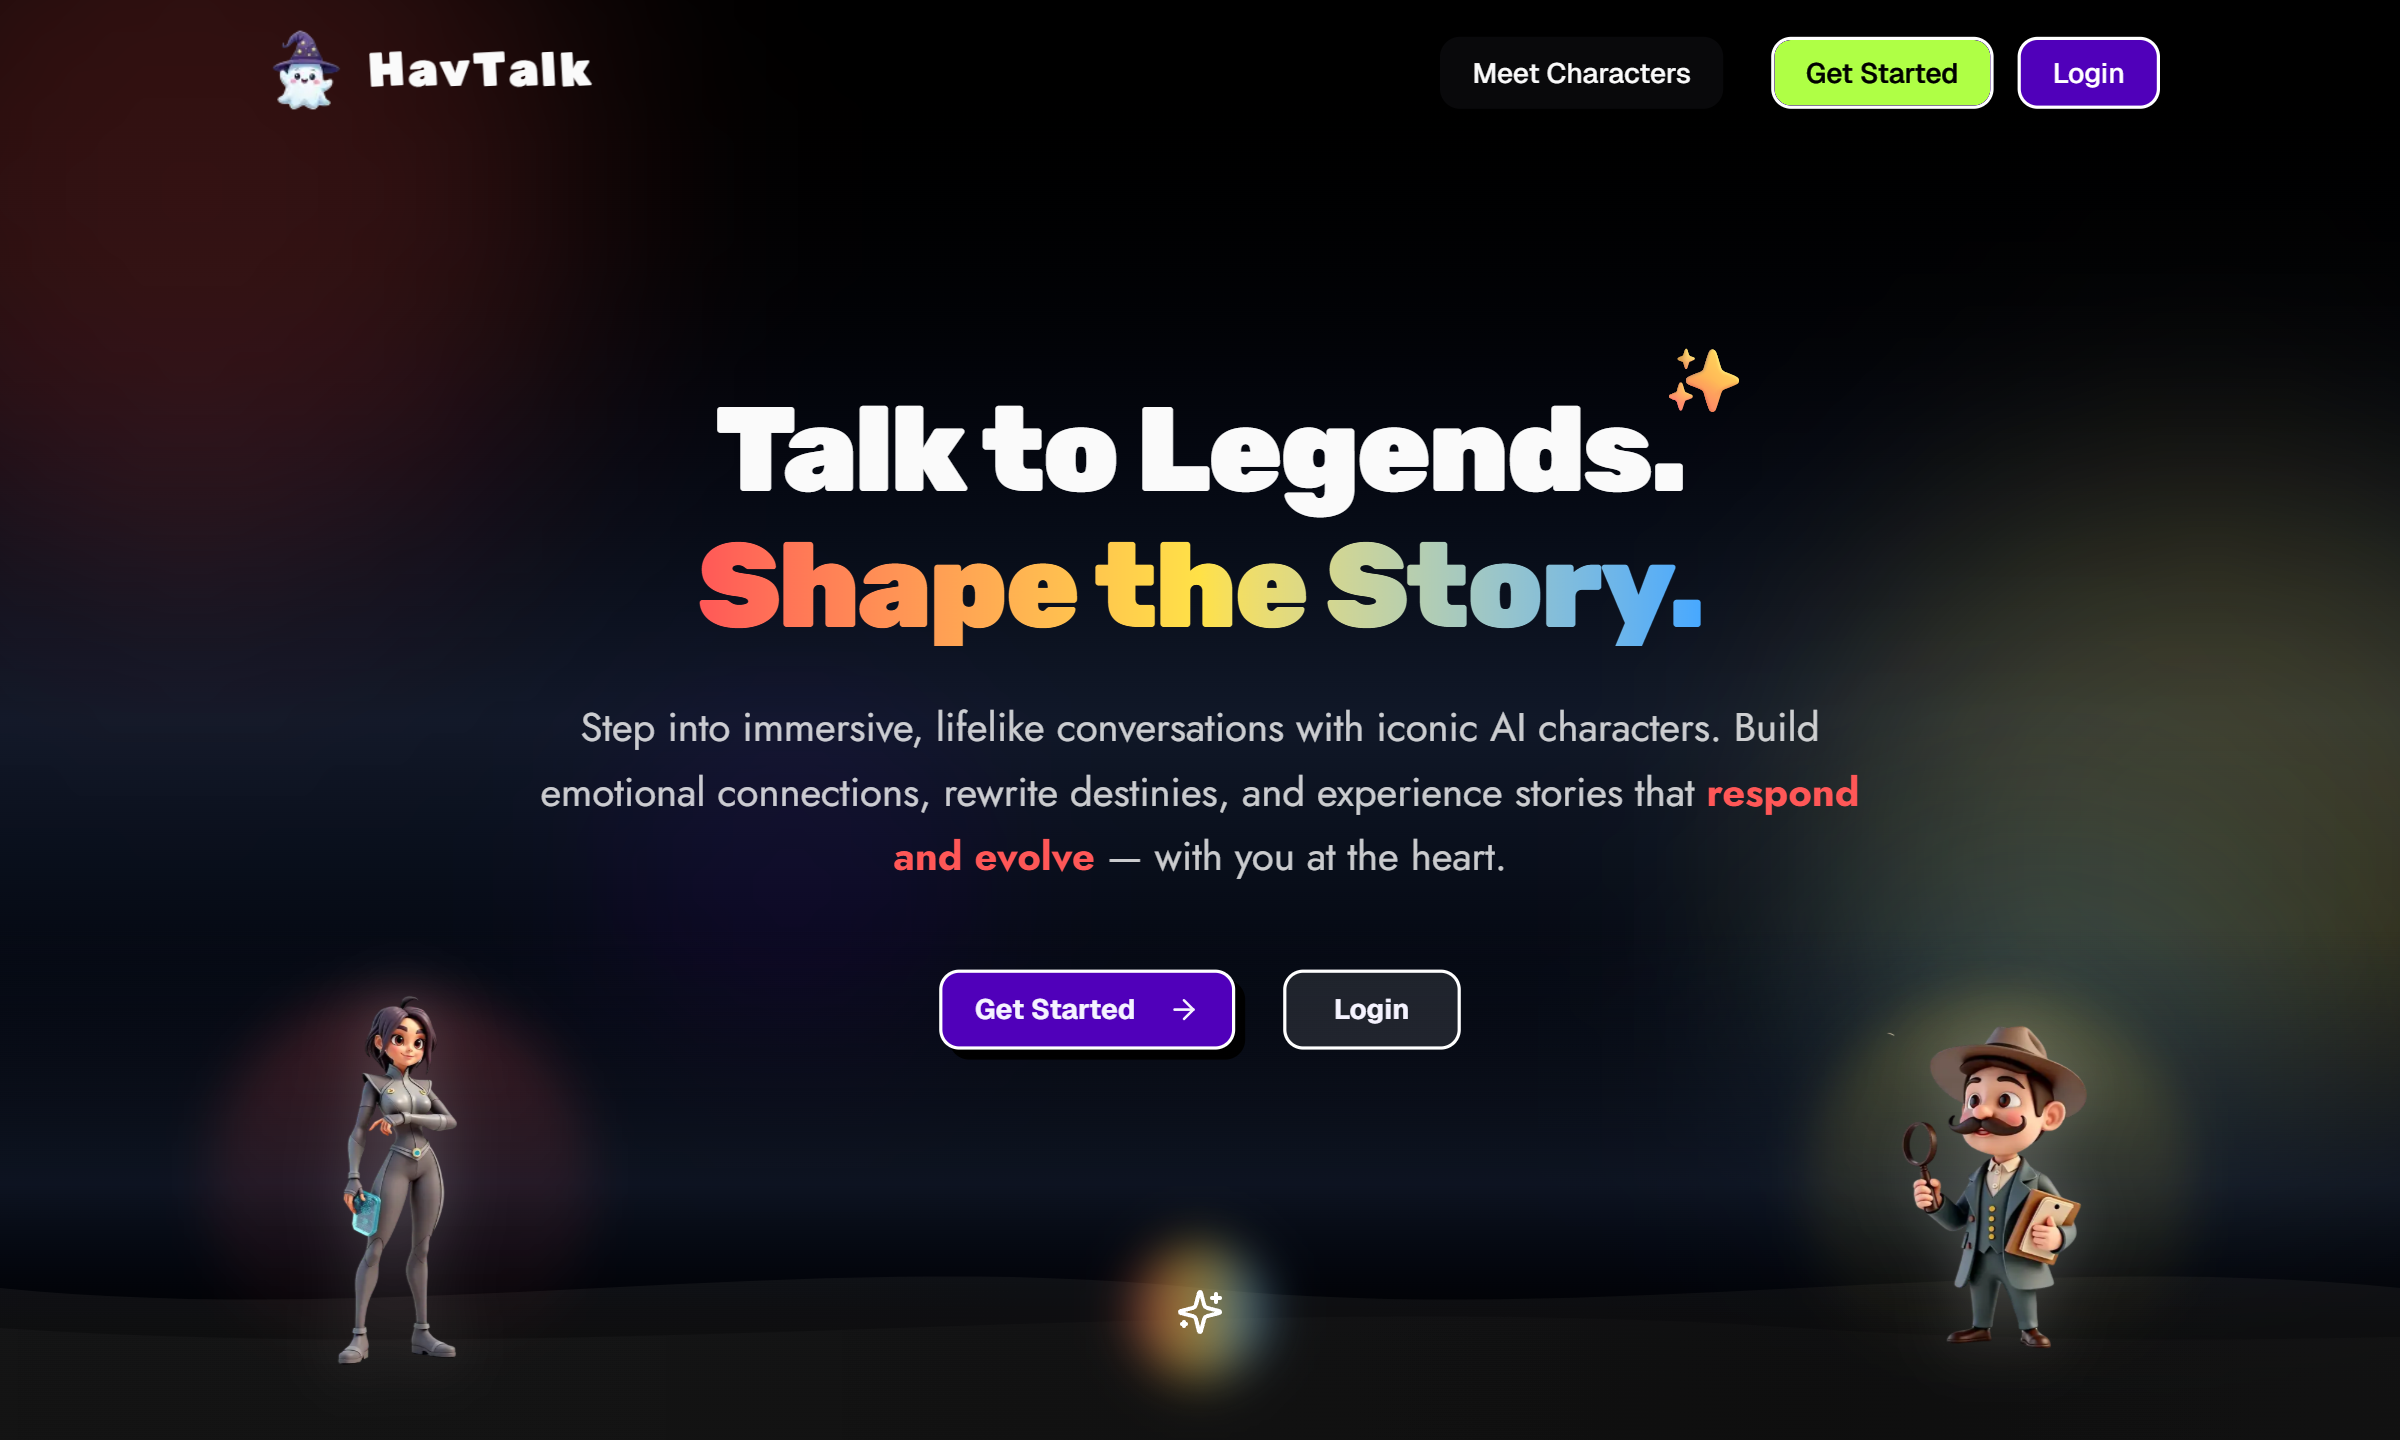 HavTalk
Meet Characters
Get Started
Login
Talk to Legends.
Shape the Story.
Step into immersive, lifelike conversations with iconic AI characters. Build
emotional connections, rewrite destinies, and experience stories that respond
and evolve — with you at the heart.
Get Started
Login